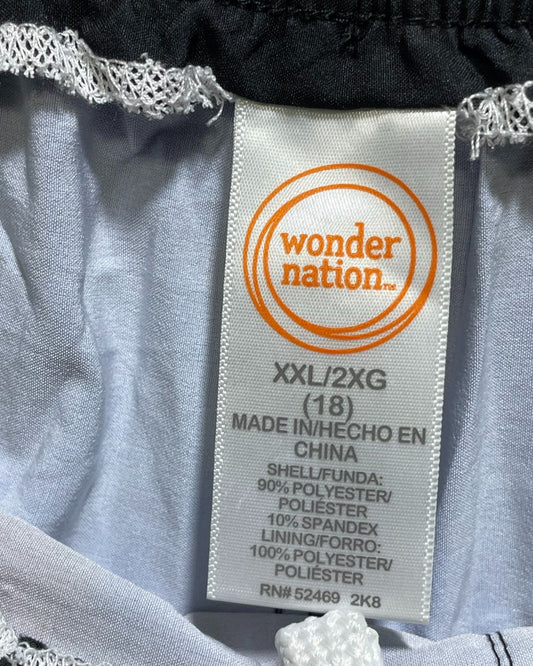 wonder
nation™
XXL/2XG
(18)
MADE IN/HECHO EN
CHINA
SHELL/FUNDA:
90% POLYESTER/
POLIÉSTER
10% SPANDEX
LINING/FORRO:
100% POLYESTER/
POLIÉSTER
RN# 52469 2K8